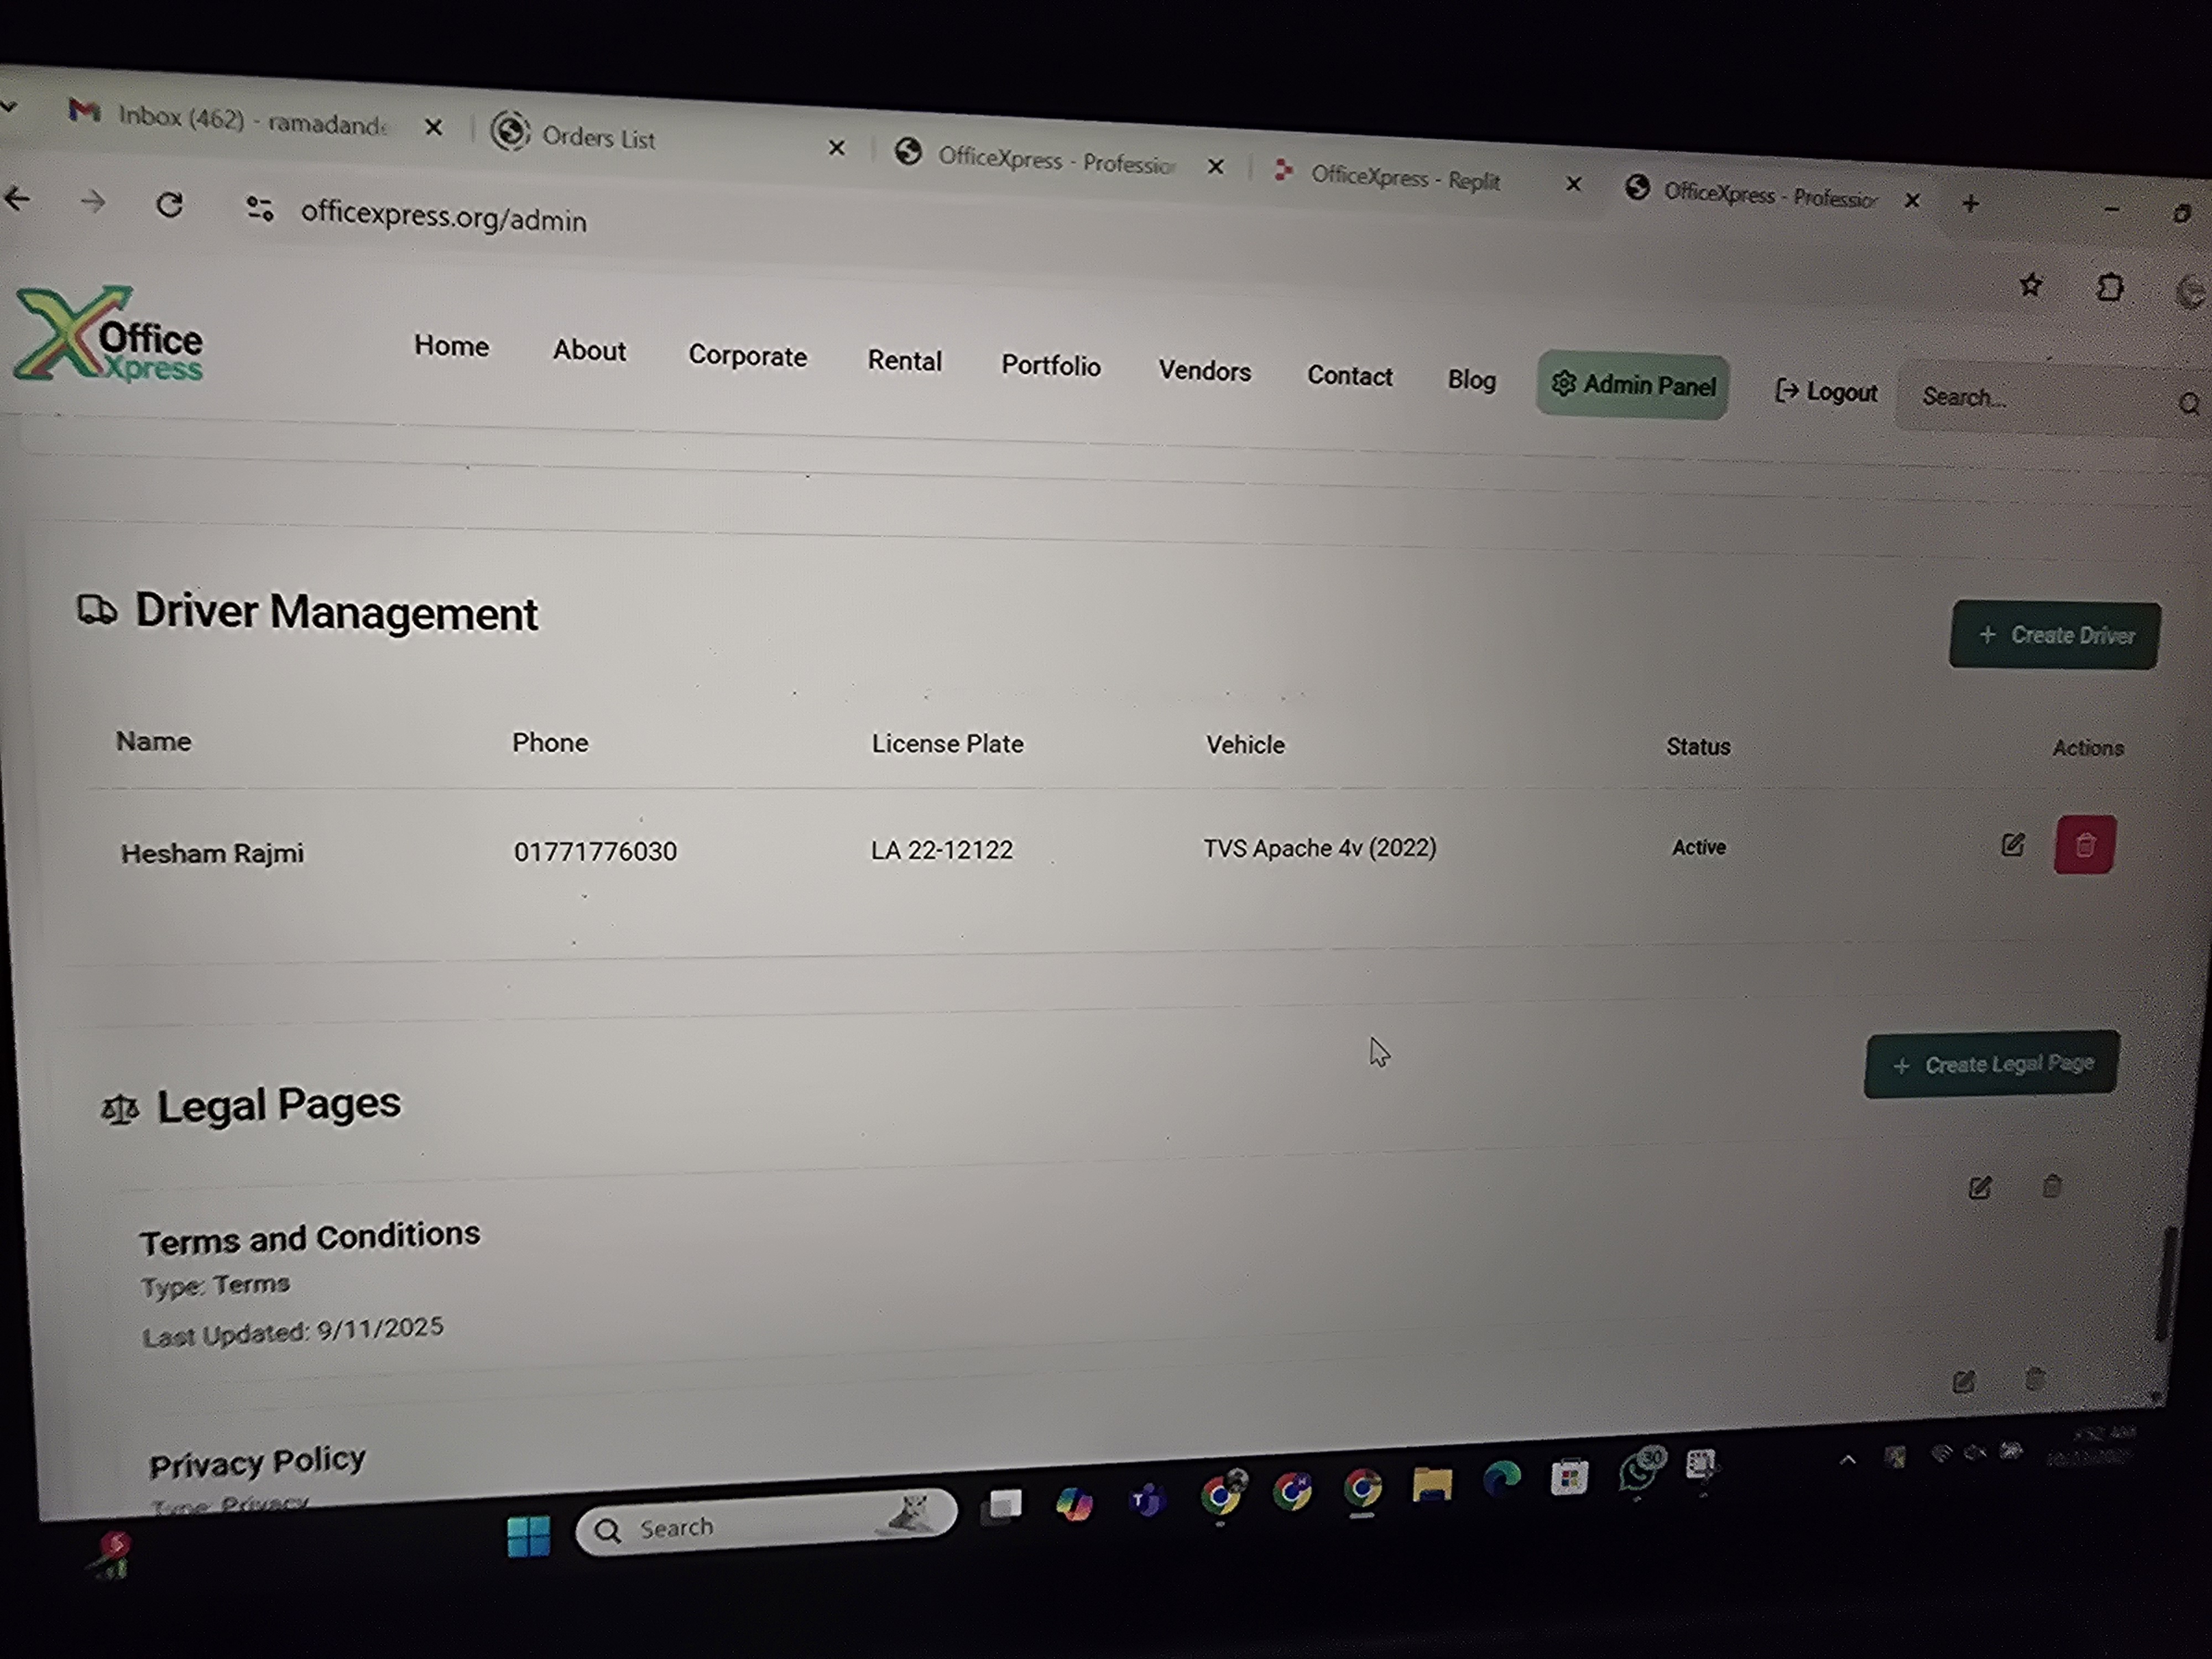 Inbox (462) - ramadand
Orders List
OfficeXpress - Professior
OfficeXpress - Replit
OfficeXpress - Professior
officexpress.org/admin
Office
Xpress
Home
About
Corporate
Rental
Portfolio
Vendors
Contact
Blog
Admin Panel
Logout
Search...
Driver Management
+ Create Driver
Name
Phone
License Plate
Vehicle
Status
Actions
Hesham Rajmi
01771776030
LA 22-12122
TVS Apache 4v (2022)
Active
Legal Pages
+ Create Legal Page
Terms and Conditions
Type: Terms
Last Updated: 9/11/2025
Privacy Policy
Type: Privacy
5
Search
30